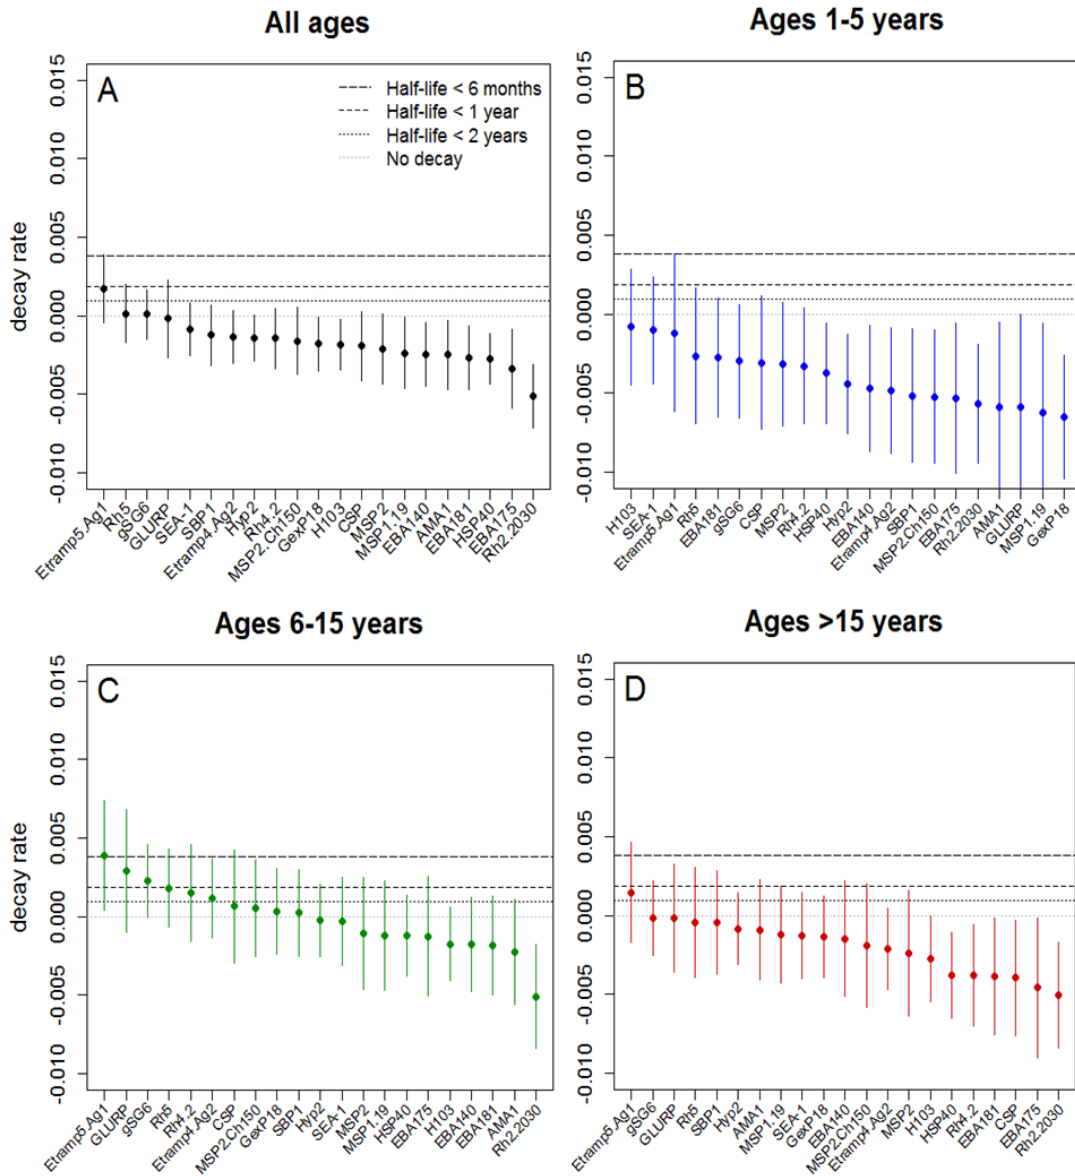 All ages
A
Half-life < 6 months
Half-life < 1 year
Half-life < 2 years
No decay
decay rate
0.015
0.010
0.005
0.000
-0.005
-0.010
Etramp5.Ag1
Rh5
gSG6
GLURP
SEA-1
SBP1
Etramp4.Ag2
Hyp2
Rh4.2
MSP2.Ch150
GexP18
H103
CSP
MSP2
MSP1.19
EBA140
AMA1
EBA181
HSP40
EBA175
Rh2.2030
Ages 1-5 years
B
0.015
0.010
0.005
0.000
-0.005
-0.010
H103
SEA-1
Etramp5.Ag1
Rh5
EBA181
gSG6
CSP
MSP2
Rh4.2
HSP40
Hyp2
EBA140
Etramp4.Ag2
SBP1
MSP2.Ch150
EBA175
Rh2.2030
AMA1
GLURP
MSP1.19
GexP18
Ages 6-15 years
C
decay rate
0.015
0.010
0.005
0.000
-0.005
-0.010
Etramp5.Ag1
GLURP
gSG6
Rh5
Rh4.2
Etramp4.Ag2
CSP
MSP2.Ch150
GexP18
SBP1
Hyp2
SEA-1
MSP2
MSP1.19
HSP40
EBA175
H103
EBA140
EBA181
AMA1
Rh2.2030
Ages >15 years
D
0.015
0.010
0.005
0.000
-0.005
-0.010
Etramp5.Ag1
gSG6
GLURP
Rh5
SBP1
Hyp2
AMA1
MSP1.19
SEA-1
GexP18
EBA140
MSP2.Ch150
Etramp4.Ag2
MSP2
H103
HSP40
Rh4.2
EBA181
CSP
EBA175
Rh2.2030